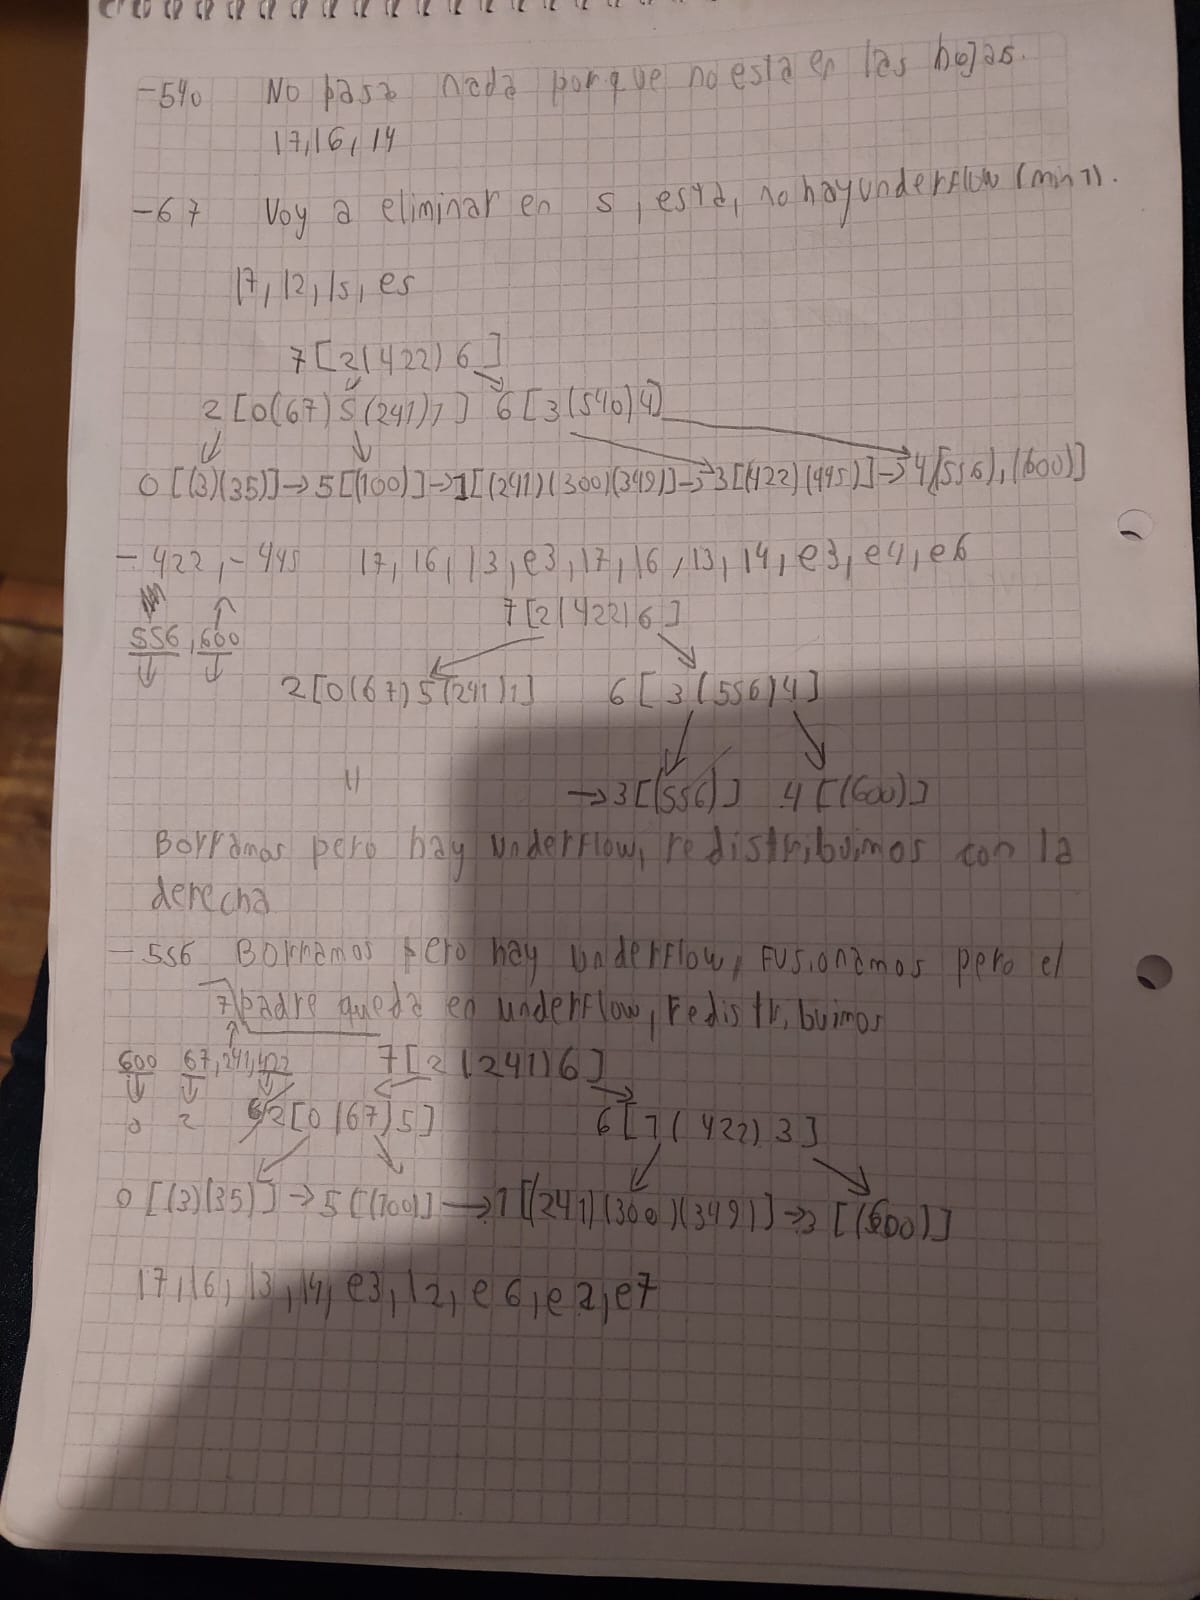 -540 No pasa nada porque no esta en las hojas.
17,16,14
-67 Voy a eliminar en 5, esta, no hay underflow (min 1).
17,12,15,e5
7[2(422)6]
2[0(67)5(241)1] 6[3(540)4]
0[(3)(35)]→5[(100)]→1[(241)(300)(349)]→3[(422)(445)]→4[(556),(600)]
-422,-445 17,16,13,e3,17,16,13,14,e3,e4,e6
7[2(422)6]
556,600
2[0(67)5(241)1] 6[3(556)4]
11 →3[(556)] 4[(600)]
Borramos pero hay underflow, redistribuimos con la
derecha
-556 Borramos pero hay underflow, Fusionamos pero el
7 padre queda en underflow, redistribuimos
600 67,241,422 7[2(241)6]
0 2 2[0(67)5] 6[1(422)3]
0[(3)(35)]→5[(100)]→1[(241)(300)(349)]→3[(600)]
17,16,13,14,e3,12,e6,e2,e7